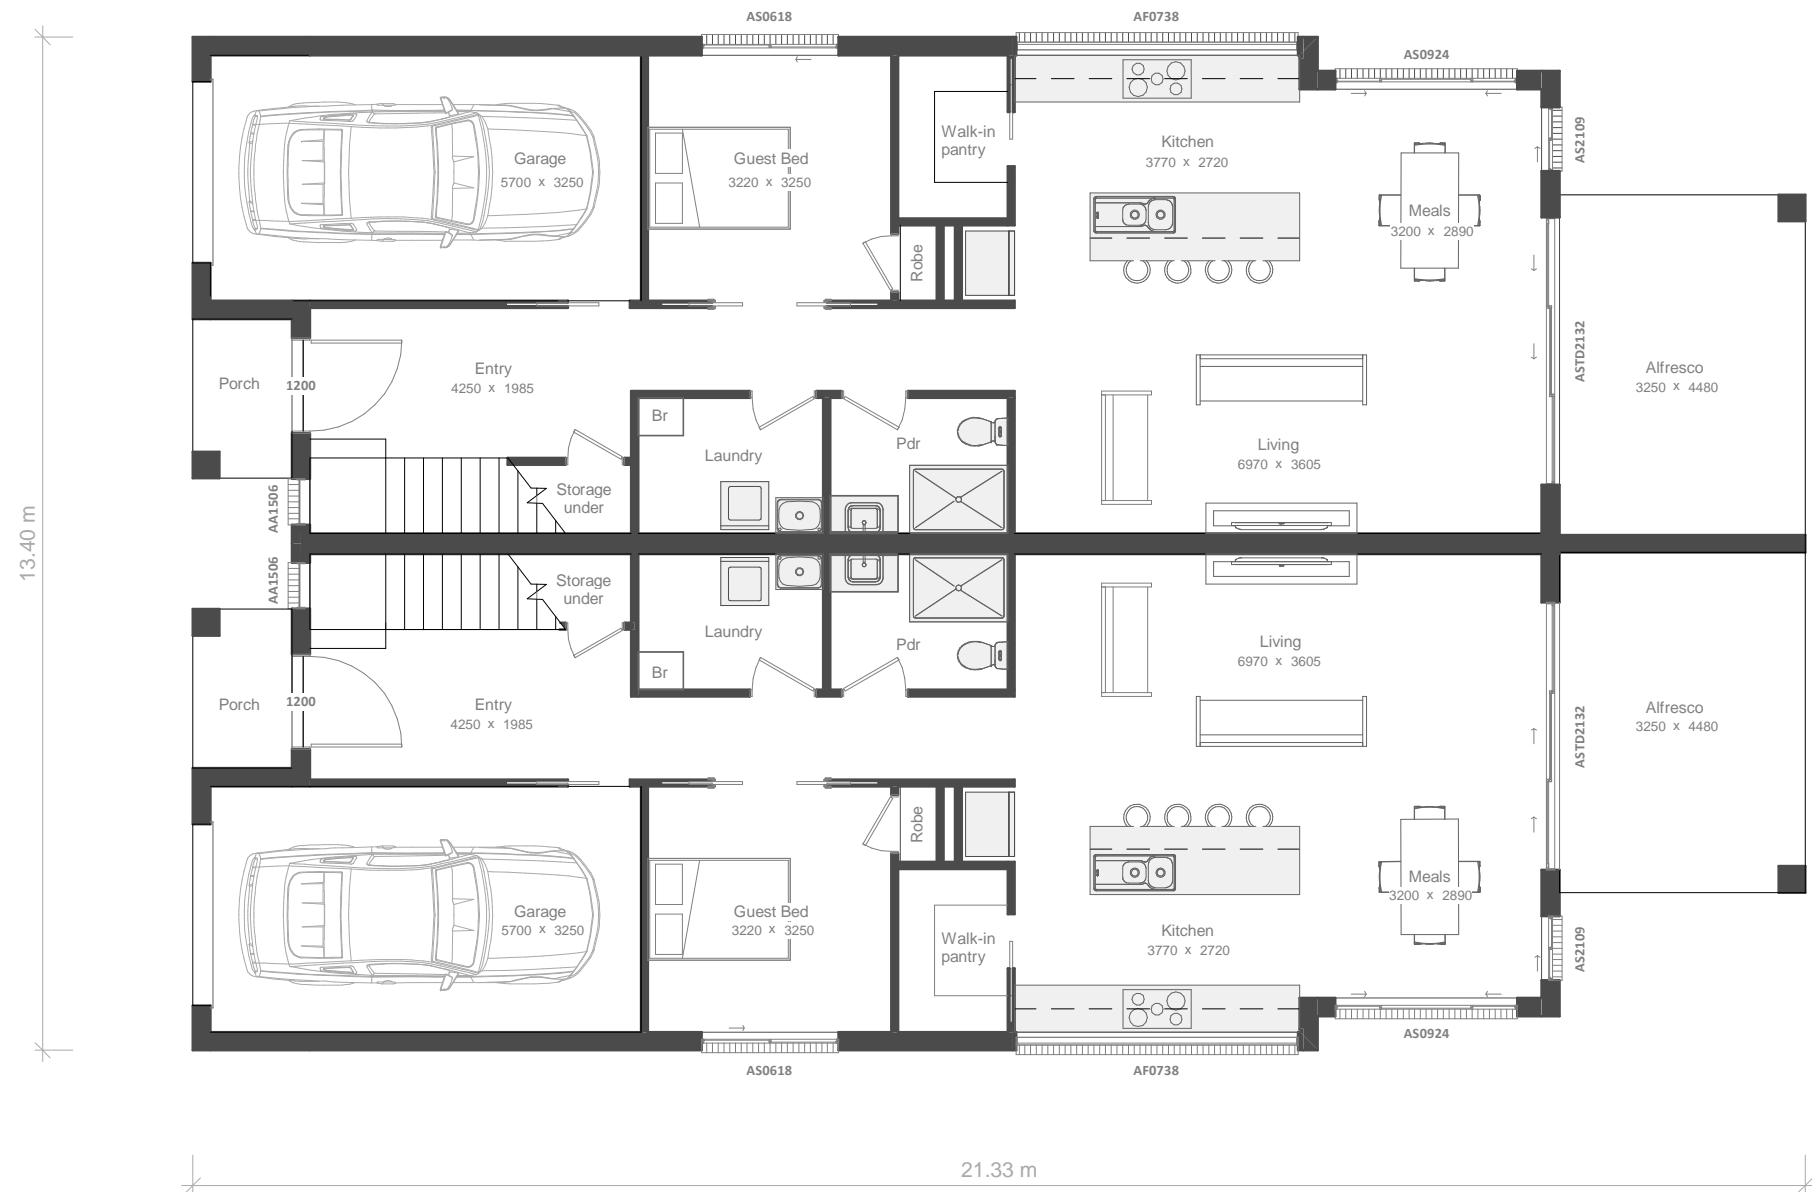 AS0618
AF0738
AS0924
AS2109
Garage
5700 x 3250
Guest Bed
3220 x 3250
Walk-in
pantry
Kitchen
3770 x 2720
Meals
3200 x 2890
Robe
Porch
1200
Entry
4250 x 1985
ASTD2132
Alfresco
3250 x 4480
Br
Laundry
Pdr
Living
6970 x 3605
Storage
under
AA1506
13.40 m
AA1506
Storage
under
Laundry
Br
Pdr
Living
6970 x 3605
Porch
1200
Entry
4250 x 1985
ASTD2132
Alfresco
3250 x 4480
Robe
Garage
5700 x 3250
Guest Bed
3220 x 3250
Walk-in
pantry
Kitchen
3770 x 2720
Meals
3200 x 2890
AS2109
AS0924
AS0618
AF0738
21.33 m